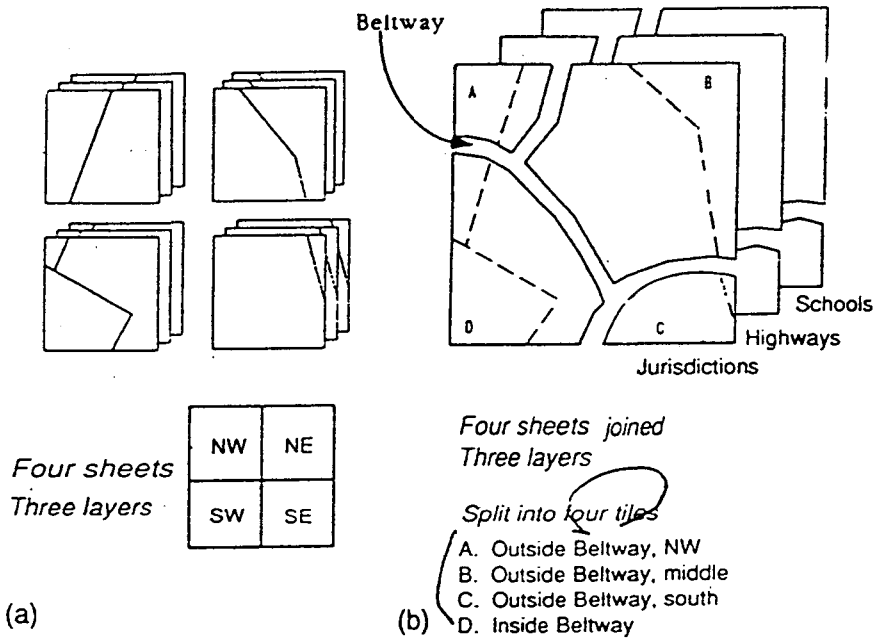 Beltway
A
B
D
C
Schools
Highways
Jurisdictions
NW NE
SW SE
Four sheets
Three layers
(a)
Four sheets joined
Three layers
Split into four tiles
A. Outside Beltway, NW
B. Outside Beltway, middle
C. Outside Beltway, south
D. Inside Beltway
(b)